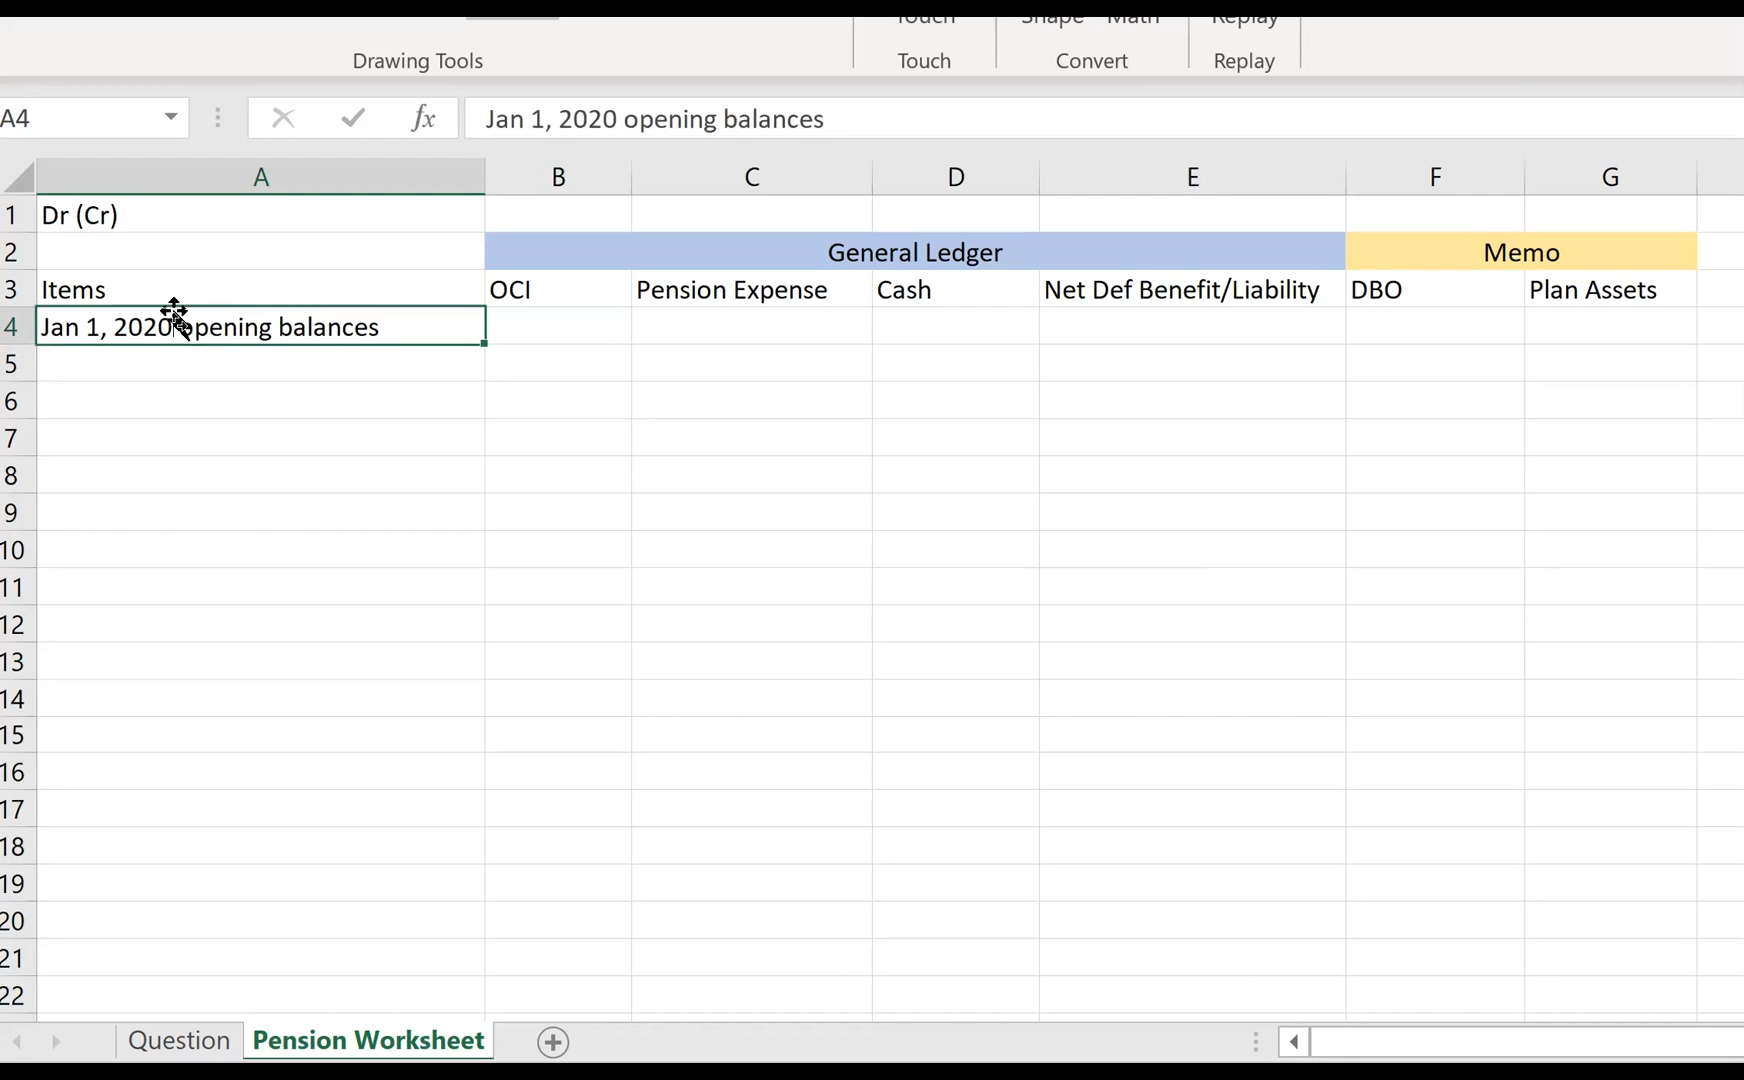 Touch Shape Math Replay
Drawing Tools Touch Convert Replay
A4 fx Jan 1, 2020 opening balances
A B C D E F G
1 Dr (Cr)
2 General Ledger Memo
3 Items OCI Pension Expense Cash Net Def Benefit/Liability DBO Plan Assets
4 Jan 1, 2020 opening balances
5
6
7
8
9
10
11
12
13
14
15
16
17
18
19
20
21
22
Question Pension Worksheet